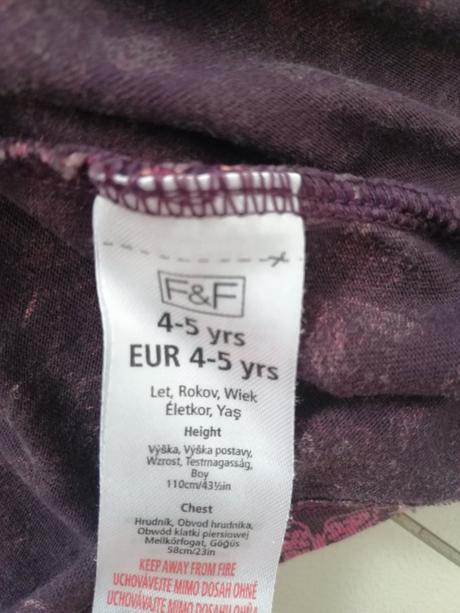 F&F
4-5 yrs
EUR 4-5 yrs
Let, Rokov, Wiek
Életkor, Yaş
Height
Výška, Výška postavy,
Wzrost, Testmagasság,
Boy
110cm/43½in
Chest
Hrudník, Obvod hrudníka,
Obwód klatki piersiowej
Mellkörfogat, Göğüs
58cm/23in
KEEP AWAY FROM FIRE
UCHOVÁVEJTE MIMO DOSAH OHNĚ
UCHOVÁVAJTE MIMO DOSAHU OHŇA